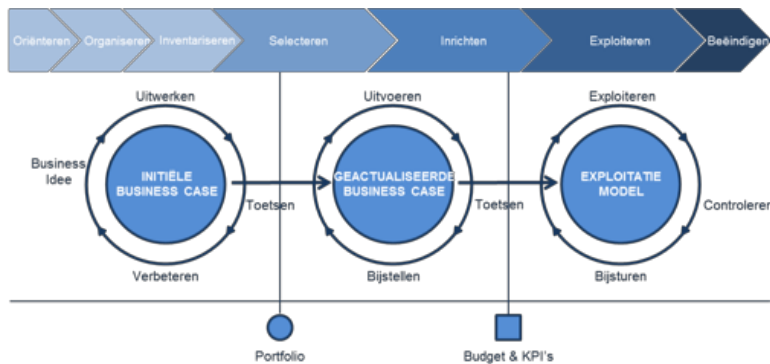 Oriënteren
Organiseren
Inventariseren
Selecteren
Inrichten
Exploiteren
Beëindigen
Uitwerken
Uitvoeren
Exploiteren
Business
Idee
INITIËLE
BUSINESS CASE
GEACTUALISEERDE
BUSINESS CASE
EXPLOITATIE
MODEL
Toetsen
Toetsen
Controleren
Verbeteren
Bijstellen
Bijsturen
Portfolio
Budget & KPI's